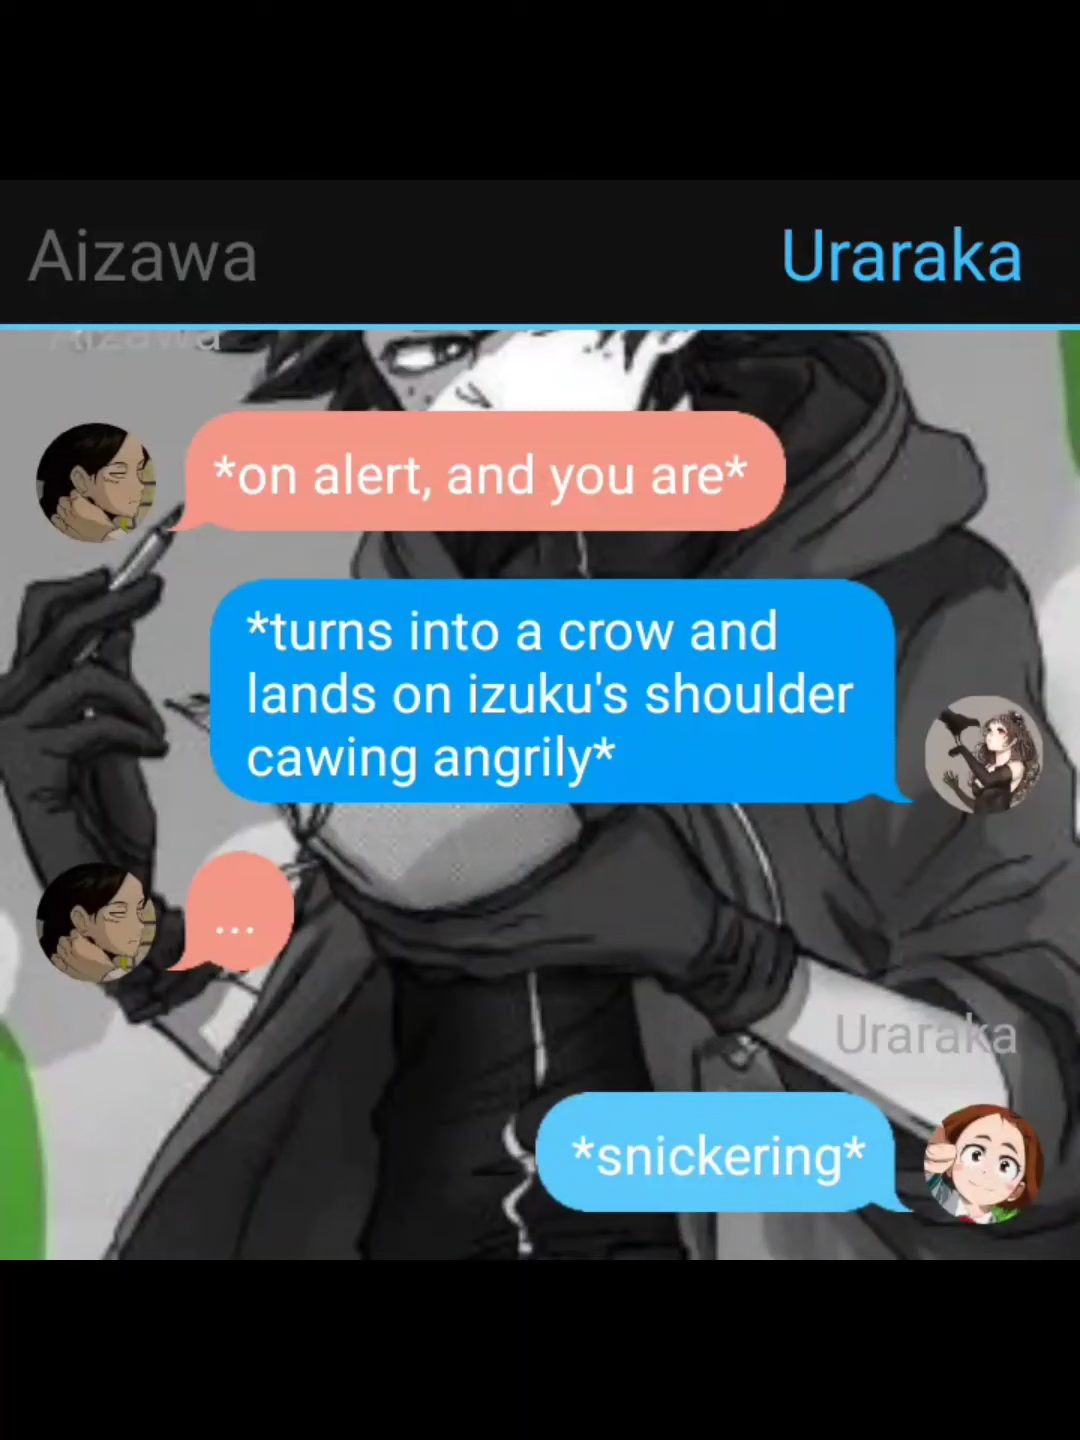 Aizawa
Uraraka
Aizawa
*on alert, and you are*
*turns into a crow and
lands on izuku's shoulder
cawing angrily*
...
Uraraka
*snickering*